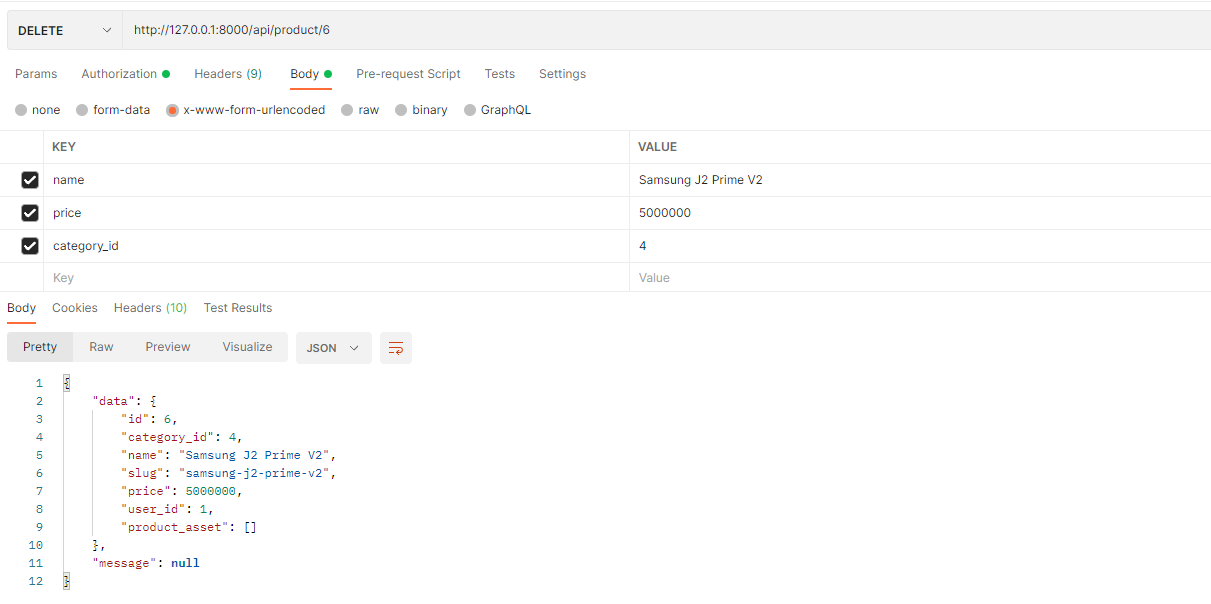 DELETE http://127.0.0.1:8000/api/product/6
Params Authorization Headers (9) Body Pre-request Script Tests Settings
none form-data x-www-form-urlencoded raw binary GraphQL
KEY VALUE
name Samsung J2 Prime V2
price 5000000
category_id 4
Key Value
Body Cookies Headers (10) Test Results
Pretty Raw Preview Visualize JSON
1 {
2 "data": {
3 "id": 6,
4 "category_id": 4,
5 "name": "Samsung J2 Prime V2",
6 "slug": "samsung-j2-prime-v2",
7 "price": 5000000,
8 "user_id": 1,
9 "product_asset": []
10 },
11 "message": null
12 }